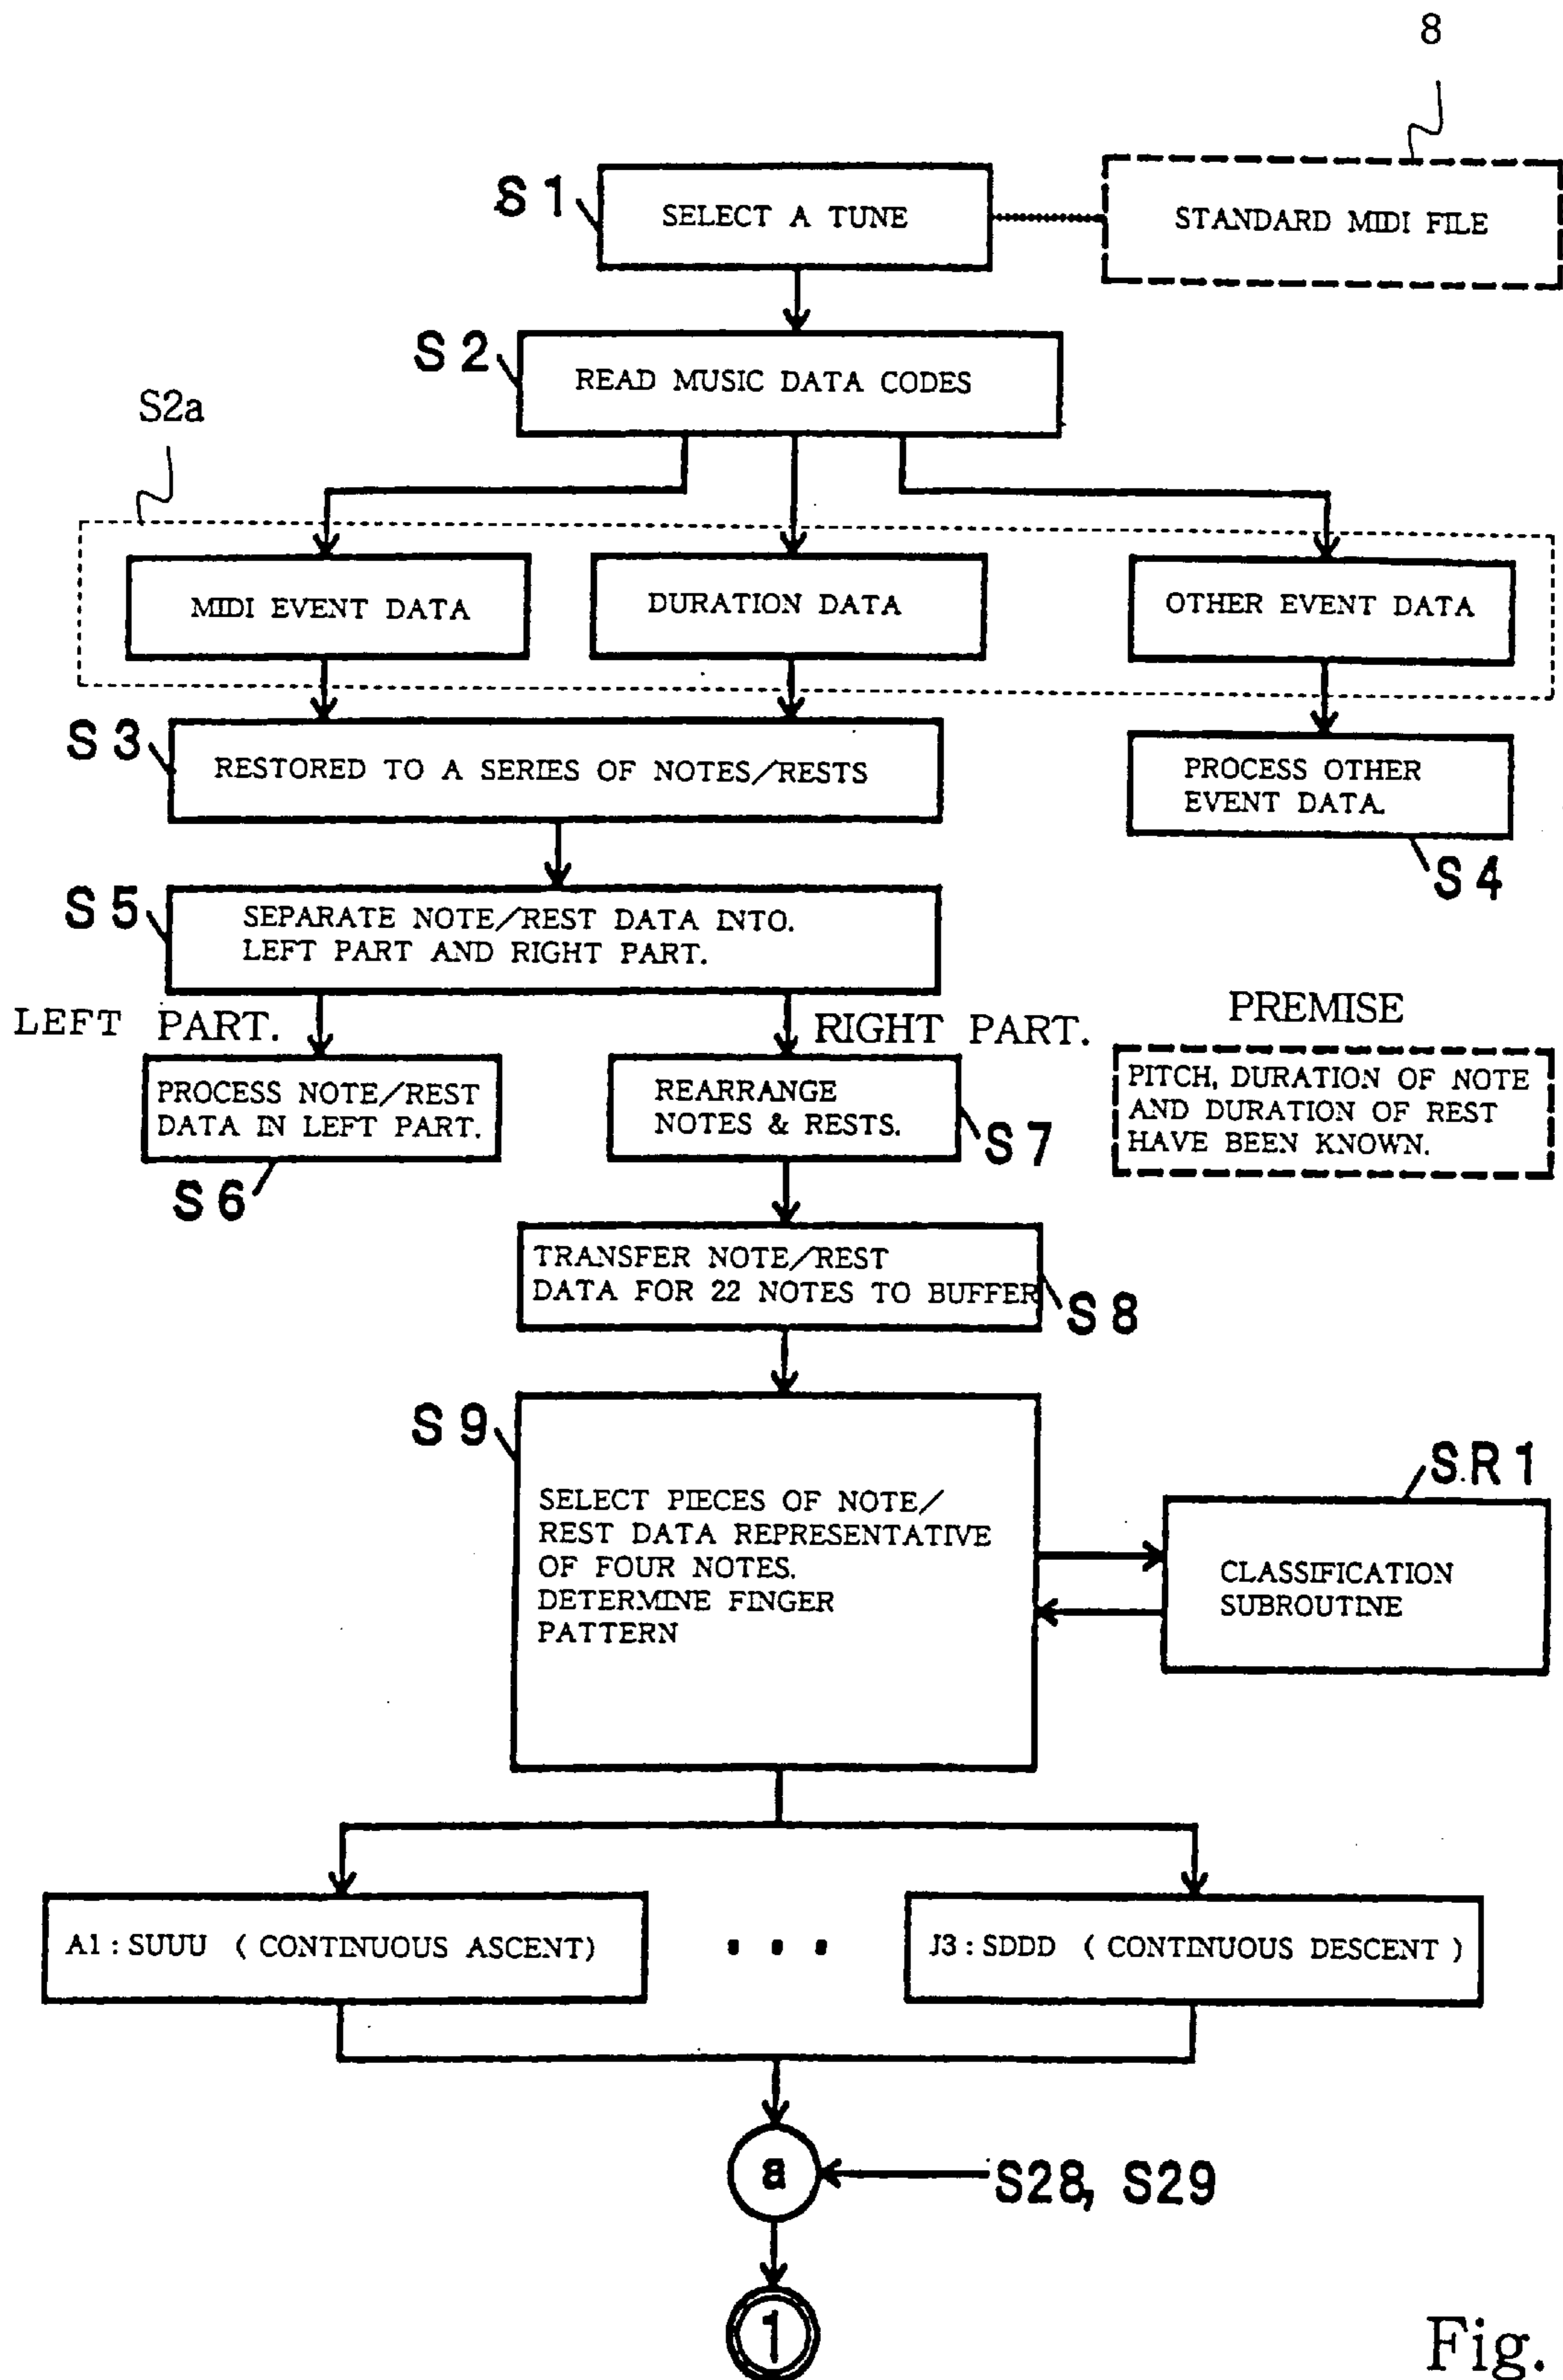 8
S1
SELECT A TUNE
STANDARD MIDI FILE
S2
READ MUSIC DATA CODES
S2a
MIDI EVENT DATA
DURATION DATA
OTHER EVENT DATA
S3
RESTORED TO A SERIES OF NOTES/RESTS
PROCESS OTHER
EVENT DATA.
S4
S5
SEPARATE NOTE/REST DATA INTO.
LEFT PART AND RIGHT PART.
LEFT PART.
RIGHT PART.
PREMISE
PROCESS NOTE/REST
DATA IN LEFT PART.
S6
REARRANGE
NOTES & RESTS.
S7
PITCH, DURATION OF NOTE
AND DURATION OF REST
HAVE BEEN KNOWN.
TRANSFER NOTE/REST
DATA FOR 22 NOTES TO BUFFER
S8
S9
SELECT PIECES OF NOTE/
REST DATA REPRESENTATIVE
OF FOUR NOTES.
DETERMINE FINGER
PATTERN
S.R1
CLASSIFICATION
SUBROUTINE
A1 : SUUU ( CONTINUOUS ASCENT)
. . .
J3 : SDDD ( CONTINUOUS DESCENT )
a
S28, S29
1
Fig.